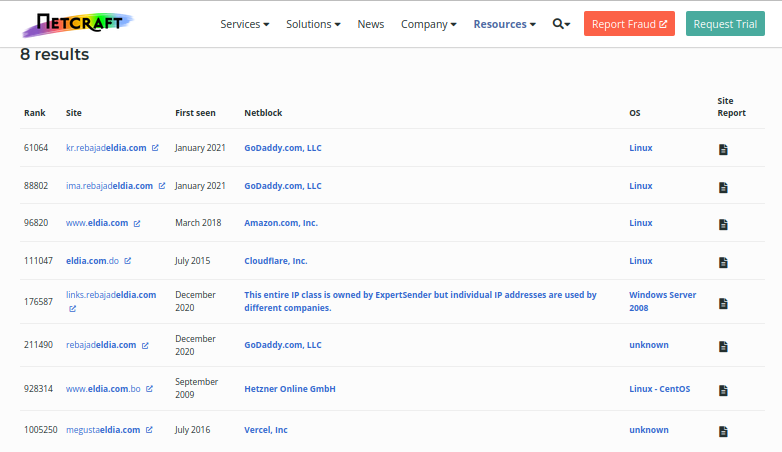 NETCRAFT Services Solutions News Company Resources Report Fraud Request Trial
8 results
Rank Site First seen Netblock OS Site Report
61064 kr.rebajadeldia.com January 2021 GoDaddy.com, LLC Linux
88802 ima.rebajadeldia.com January 2021 GoDaddy.com, LLC Linux
96820 www.eldia.com March 2018 Amazon.com, Inc. Linux
111047 eldia.com.do July 2015 Cloudflare, Inc. Linux
176587 links.rebajadeldia.com December 2020 This entire IP class is owned by ExpertSender but individual IP addresses are used by different companies. Windows Server 2008
211490 rebajadeldia.com December 2020 GoDaddy.com, LLC unknown
928314 www.eldia.com.bo September 2009 Hetzner Online GmbH Linux - CentOS
1005250 megustaeldia.com July 2016 Vercel, Inc unknown